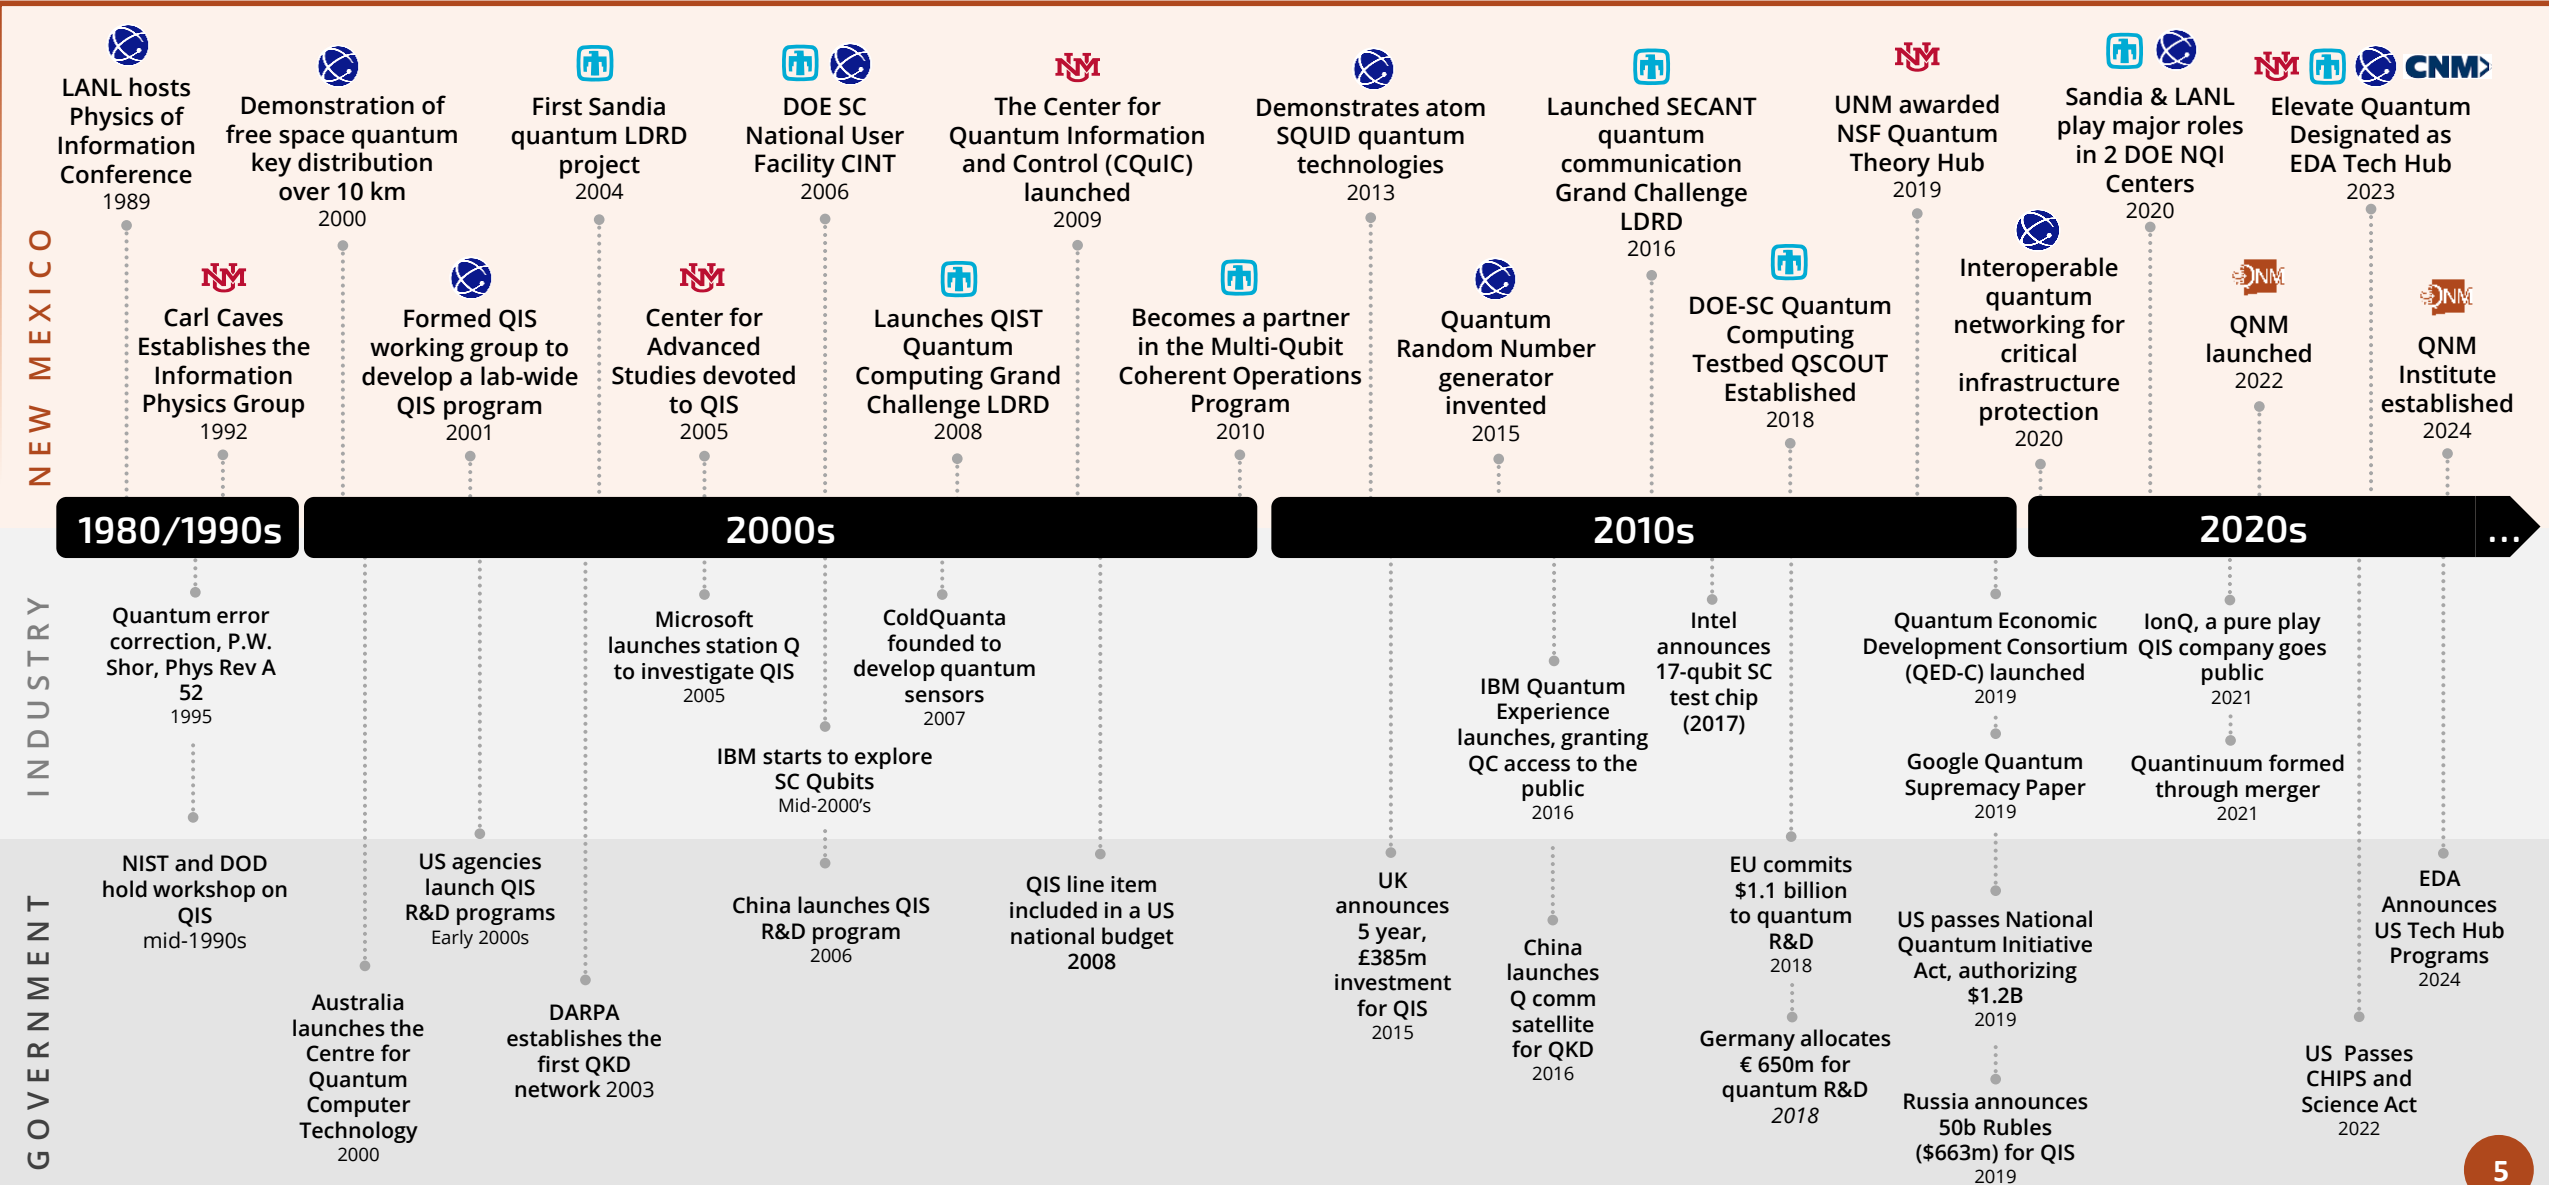 LANL hosts
Physics of
Information
Conference
1989
Demonstration of
free space quantum
key distribution
over 10 km
2000
First Sandia
quantum LDRD
project
2004
DOE SC
National User
Facility CINT
2006
NM
The Center for
Quantum Information
and Control (CQuIC)
launched
2009
Demonstrates atom
SQUID quantum
technologies
2013
Launched SECANT
quantum
communication
Grand Challenge
LDRD
2016
NM
UNM awarded
NSF Quantum
Theory Hub
2019
Sandia & LANL
play major roles
in 2 DOE NQI
Centers
2020
NM CNM
Elevate Quantum
Designated as
EDA Tech Hub
2023
NEW MEXICO
NM
Carl Caves
Establishes the
Information
Physics Group
1992
Formed QIS
working group to
develop a lab-wide
QIS program
2001
NM
Center for
Advanced
Studies devoted
to QIS
2005
Launches QIST
Quantum
Computing Grand
Challenge LDRD
2008
Becomes a partner
in the Multi-Qubit
Coherent Operations
Program
2010
Quantum
Random Number
generator
invented
2015
DOE-SC Quantum
Computing
Testbed QSCOUT
Established
2018
Interoperable
quantum
networking for
critical
infrastructure
protection
2020
QNM
QNM
launched
2022
QNM
QNM
Institute
established
2024
1980/1990s
2000s
2010s
2020s
...
INDUSTRY
Quantum error
correction, P.W.
Shor, Phys Rev A
52
1995
Microsoft
launches station Q
to investigate QIS
2005
IBM starts to explore
SC Qubits
Mid-2000’s
ColdQuanta
founded to
develop quantum
sensors
2007
IBM Quantum
Experience
launches, granting
QC access to the
public
2016
Intel
announces
17-qubit SC
test chip
(2017)
Quantum Economic
Development Consortium
(QED-C) launched
2019
Google Quantum
Supremacy Paper
2019
IonQ, a pure play
QIS company goes
public
2021
Quantinuum formed
through merger
2021
GOVERNMENT
NIST and DOD
hold workshop on
QIS
mid-1990s
Australia
launches the
Centre for
Quantum
Computer
Technology
2000
US agencies
launch QIS
R&D programs
Early 2000s
DARPA
establishes the
first QKD
network 2003
China launches QIS
R&D program
2006
QIS line item
included in a US
national budget
2008
UK
announces
5 year,
£385m
investment
for QIS
2015
China
launches
Q comm
satellite
for QKD
2016
EU commits
$1.1 billion
to quantum
R&D
2018
Germany allocates
€ 650m for
quantum R&D
2018
US passes National
Quantum Initiative
Act, authorizing
$1.2B
2019
Russia announces
50b Rubles
($663m) for QIS
2019
US Passes
CHIPS and
Science Act
2022
EDA
Announces
US Tech Hub
Programs
2024
5